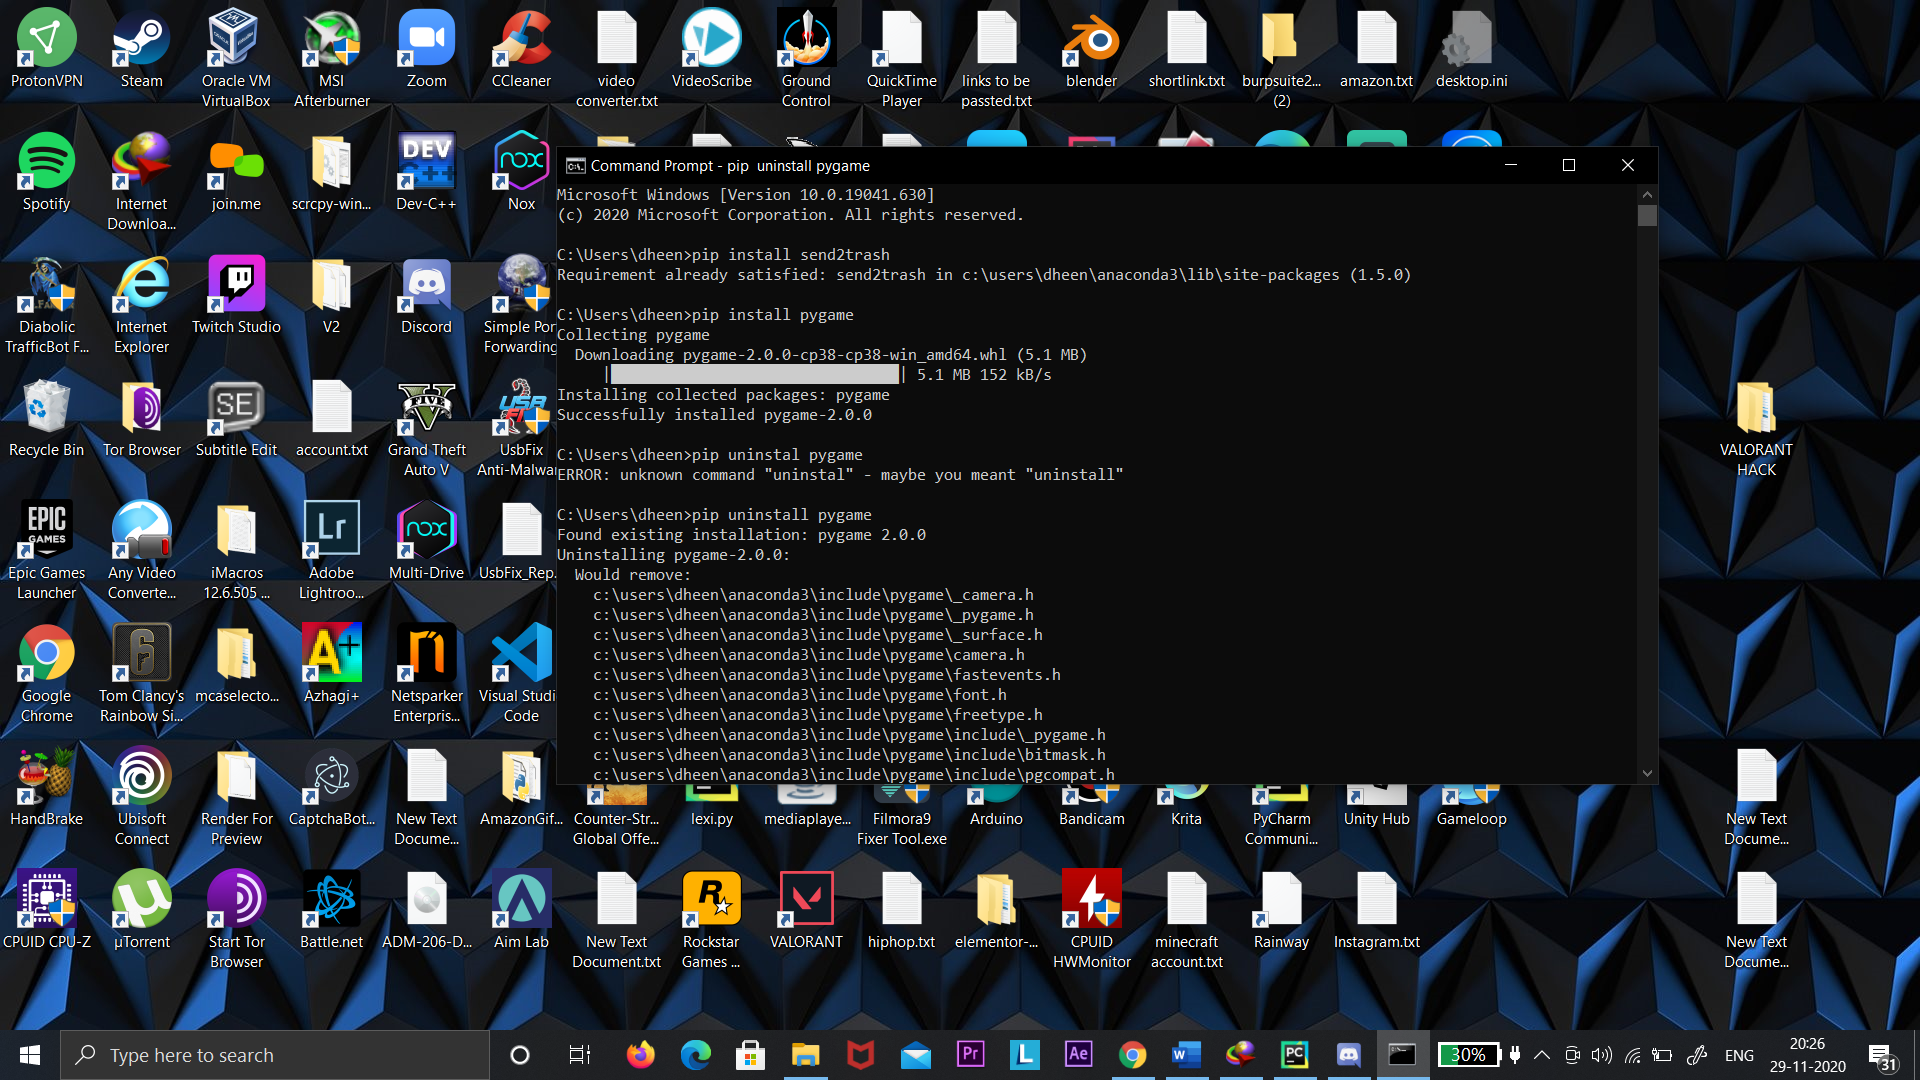 ProtonVPN
Steam
Oracle VM
VirtualBox
MSI
Afterburner
Zoom
CCleaner
video
converter.txt
VideoScribe
Ground
Control
QuickTime
Player
links to be
passted.txt
blender
shortlink.txt
burpsuite2...
(2)
amazon.txt
desktop.ini
Spotify
Internet
Downloa...
join.me
scrcpy-win...
DEV
C++
Dev-C++
nox
Nox
Command Prompt - pip  uninstall pygame
Microsoft Windows [Version 10.0.19041.630]
(c) 2020 Microsoft Corporation. All rights reserved.
C:\Users\dheen>pip install send2trash
Requirement already satisfied: send2trash in c:\users\dheen\anaconda3\lib\site-packages (1.5.0)
C:\Users\dheen>pip install pygame
Collecting pygame
Downloading pygame-2.0.0-cp38-cp38-win_amd64.whl (5.1 MB)
| | 5.1 MB 152 kB/s
Installing collected packages: pygame
Successfully installed pygame-2.0.0
C:\Users\dheen>pip uninstal pygame
ERROR: unknown command "uninstal" - maybe you meant "uninstall"
C:\Users\dheen>pip uninstall pygame
Found existing installation: pygame 2.0.0
Uninstalling pygame-2.0.0:
Would remove:
c:\users\dheen\anaconda3\include\pygame\_camera.h
c:\users\dheen\anaconda3\include\pygame\_pygame.h
c:\users\dheen\anaconda3\include\pygame\_surface.h
c:\users\dheen\anaconda3\include\pygame\camera.h
c:\users\dheen\anaconda3\include\pygame\fastevents.h
c:\users\dheen\anaconda3\include\pygame\font.h
c:\users\dheen\anaconda3\include\pygame\freetype.h
c:\users\dheen\anaconda3\include\pygame\include\_pygame.h
c:\users\dheen\anaconda3\include\pygame\include\bitmask.h
c:\users\dheen\anaconda3\include\pygame\include\pgcompat.h
Diabolic
TrafficBot F...
Internet
Explorer
Twitch Studio
V2
Discord
Simple Por
Forwarding
Recycle Bin
Tor Browser
SE
Subtitle Edit
account.txt
FIVE
Grand Theft
Auto V
UsbFix
Anti-Malwar
VALORANT
HACK
EPIC
GAMES
Epic Games
Launcher
Any Video
Converte...
iMacros
12.6.505 ...
Lr
Adobe
Lightroo...
nox
Multi-Drive
UsbFix_Rep.
Google
Chrome
6
Tom Clancy's
Rainbow Si...
mcaselecto...
A+
Azhagi+
n
Netsparker
Enterpris...
Visual Studi
Code
HandBrake
Ubisoft
Connect
Render For
Preview
CaptchaBot...
New Text
Docume...
AmazonGif...
Counter-Str...
Global Offe...
lexi.py
mediaplaye...
Filmora9
Fixer Tool.exe
Arduino
Bandicam
Krita
PyCharm
Communi...
Unity Hub
Gameloop
New Text
Docume...
CPUID CPU-Z
µTorrent
Start Tor
Browser
Battle.net
ADM-206-D...
Aim Lab
New Text
Document.txt
R
Rockstar
Games ...
VALORANT
hiphop.txt
elementor-...
CPUID
HWMonitor
minecraft
account.txt
Rainway
Instagram.txt
New Text
Docume...
Type here to search
Pr
L
Ae
W
PC
30%
ENG
20:26
29-11-2020
31